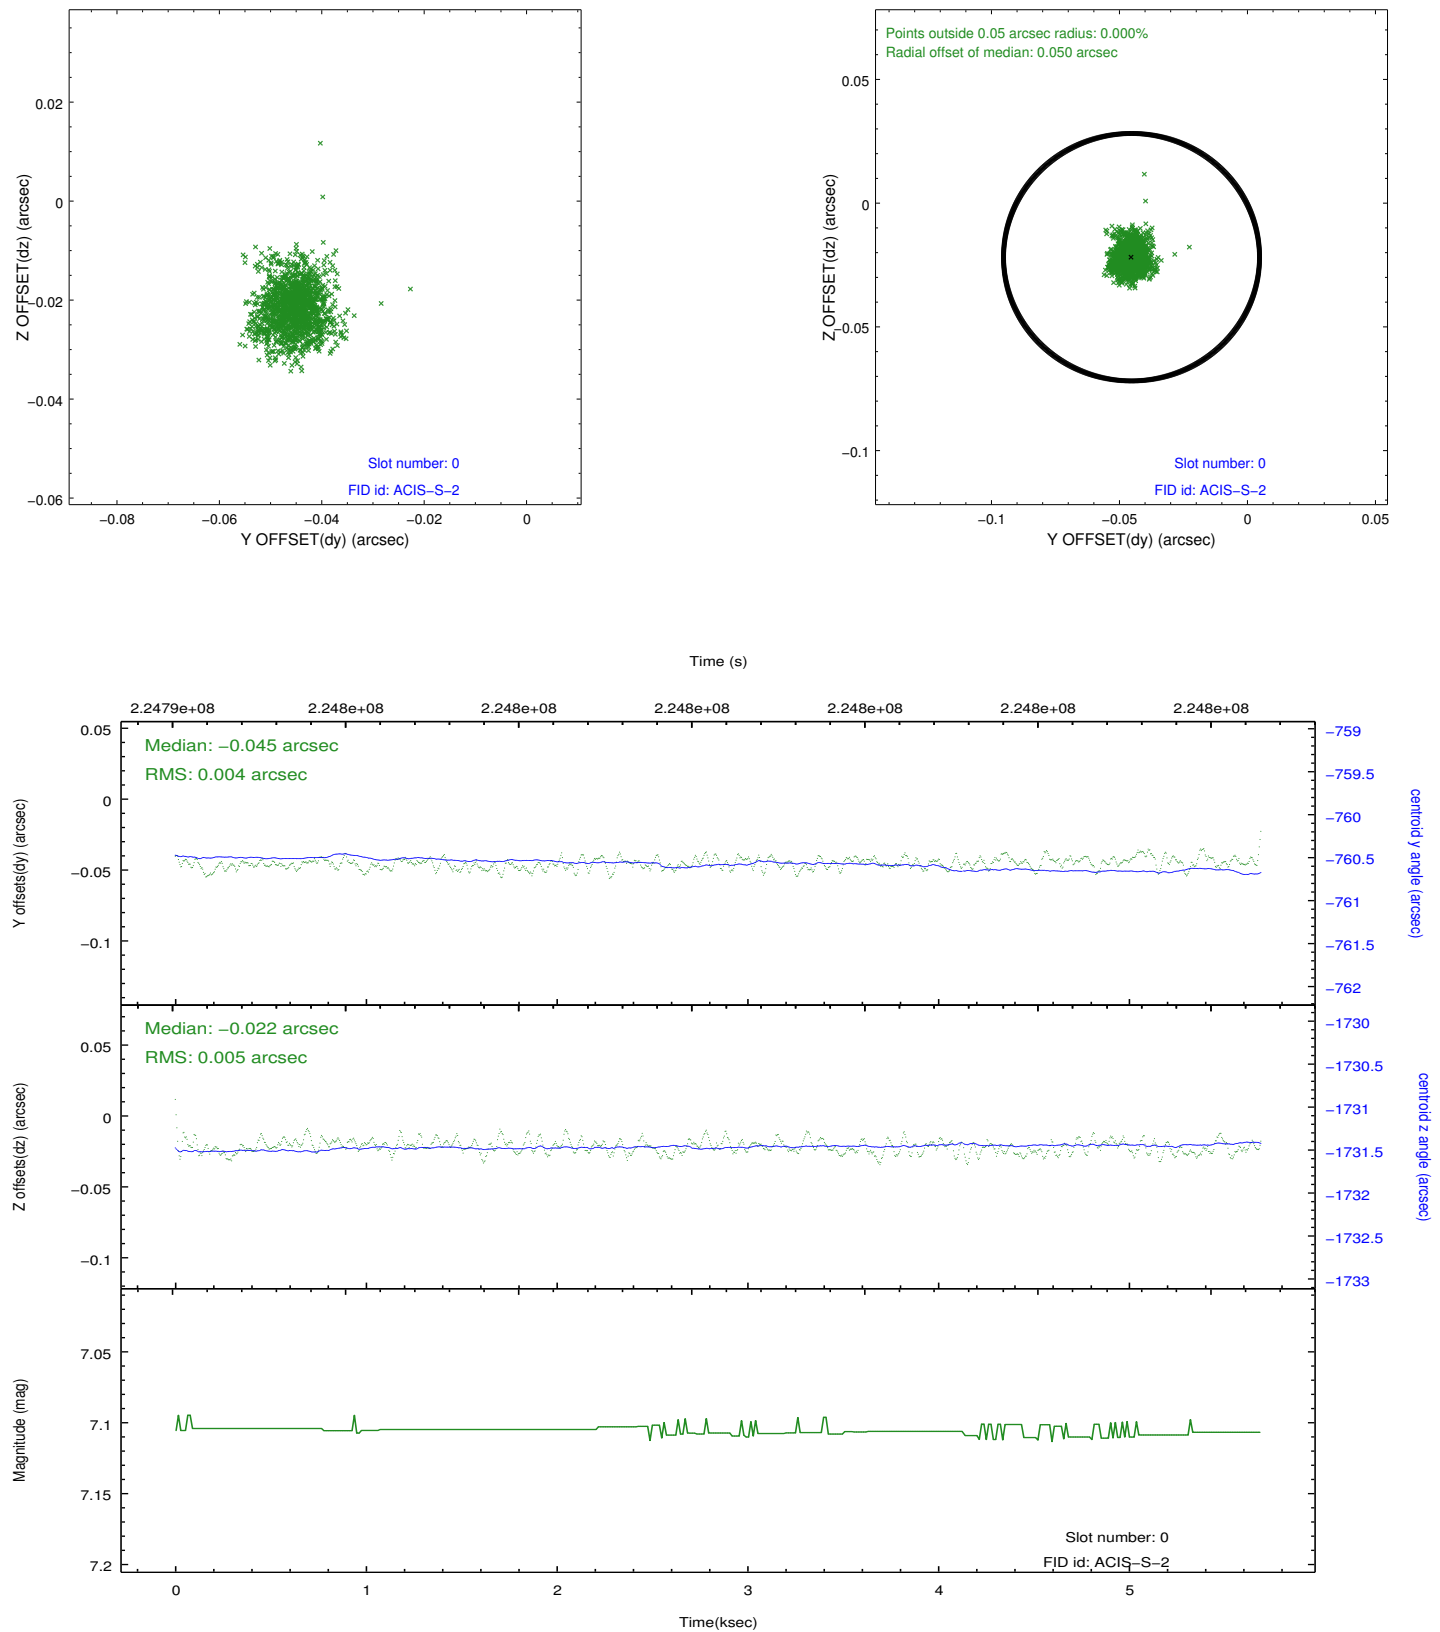 0.02
0
−0.02
−0.04
−0.06
Z OFFSET(dz) (arcsec)
Slot number: 0
FID id: ACIS−S−2
−0.08
−0.06
−0.04
−0.02
0
Y OFFSET(dy) (arcsec)
Points outside 0.05 arcsec radius: 0.000%
Radial offset of median: 0.050 arcsec
0.05
0
−0.05
−0.1
Z OFFSET(dz) (arcsec)
Slot number: 0
FID id: ACIS−S−2
−0.1
−0.05
0
0.05
Y OFFSET(dy) (arcsec)
Time (s)
2.2479e+08
2.248e+08
2.248e+08
2.248e+08
2.248e+08
2.248e+08
2.248e+08
Median: −0.045 arcsec
RMS: 0.004 arcsec
0.05
0
−0.05
−0.1
Y offsets(dy) (arcsec)
−759
−759.5
−760
−760.5
−761
−761.5
−762
centroid y angle (arcsec)
Median: −0.022 arcsec
RMS: 0.005 arcsec
0.05
0
−0.05
−0.1
Z offsets(dz) (arcsec)
−1730
−1730.5
−1731
−1731.5
−1732
−1732.5
−1733
centroid z angle (arcsec)
7.05
7.1
7.15
7.2
Magnitude (mag)
Slot number: 0
FID id: ACIS−S−2
0
1
2
3
4
5
Time(ksec)